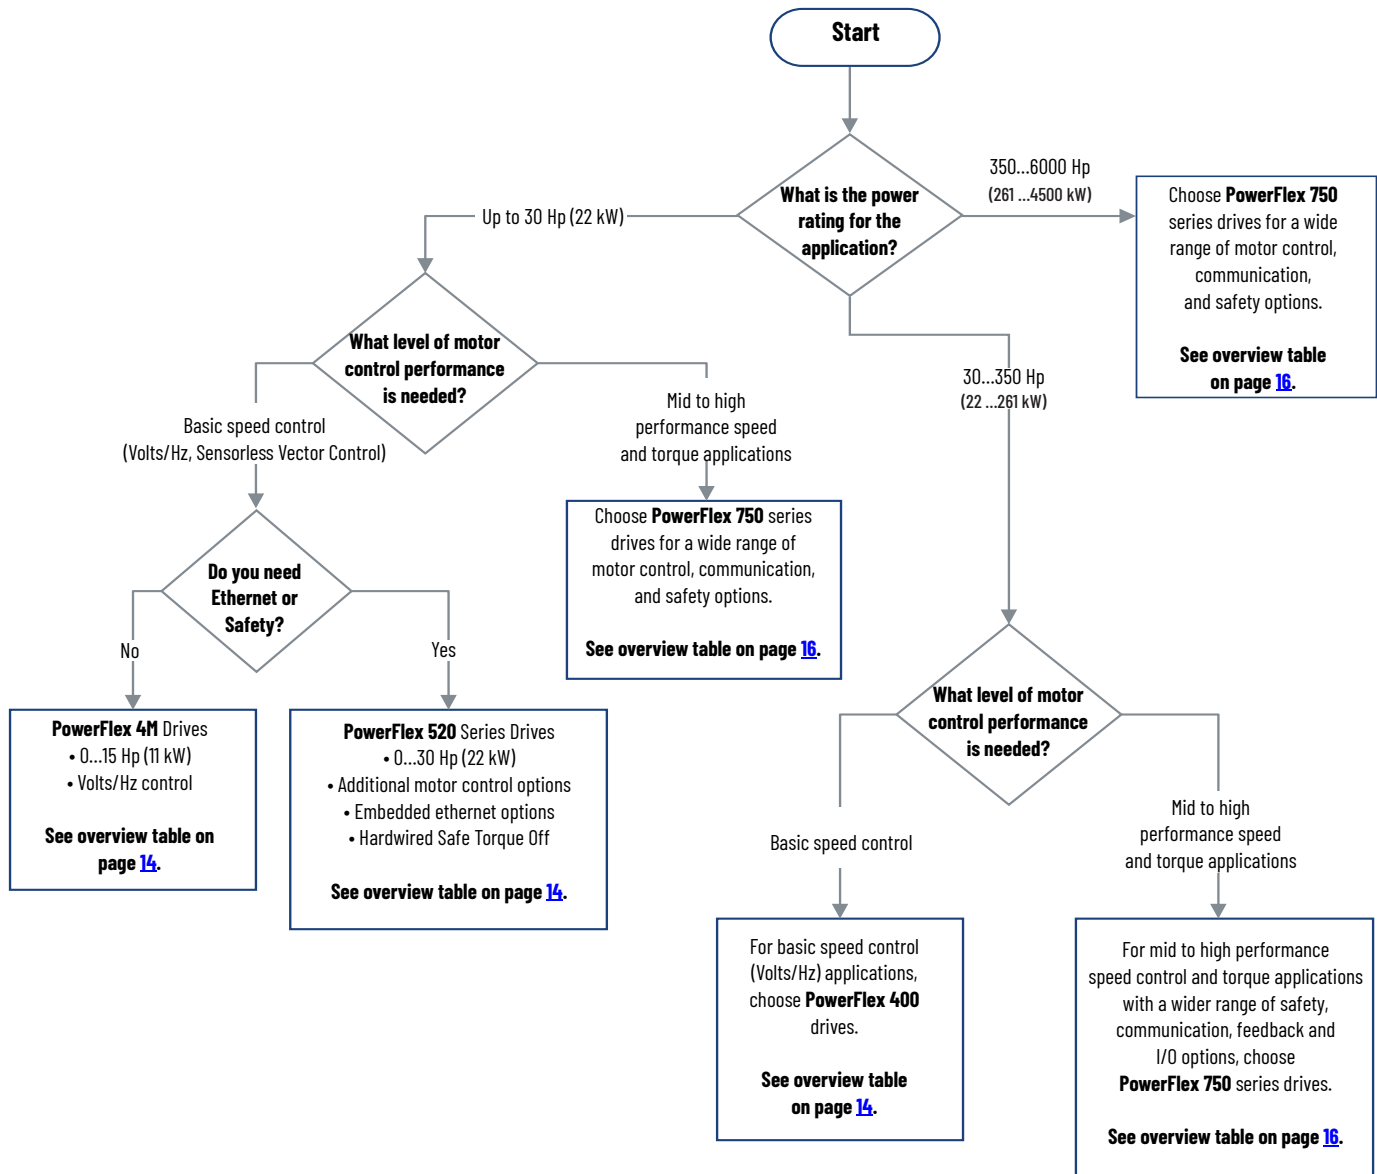 Start
What is the power
rating for the
application?
350...6000 Hp
(261 ...4500 kW)
Choose PowerFlex 750
series drives for a wide
range of motor control,
communication,
and safety options.
See overview table
on page 16.
Up to 30 Hp (22 kW)
What level of motor
control performance
is needed?
30...350 Hp
(22 ...261 kW)
Basic speed control
(Volts/Hz, Sensorless Vector Control)
Mid to high
performance speed
and torque applications
Choose PowerFlex 750 series
drives for a wide range of
motor control, communication,
and safety options.
See overview table on page 16.
Do you need
Ethernet or
Safety?
No
Yes
PowerFlex 4M Drives
• 0...15 Hp (11 kW)
• Volts/Hz control
See overview table on
page 14.
PowerFlex 520 Series Drives
• 0...30 Hp (22 kW)
• Additional motor control options
• Embedded ethernet options
• Hardwired Safe Torque Off
See overview table on page 14.
What level of motor
control performance
is needed?
Basic speed control
Mid to high
performance speed
and torque applications
For basic speed control
(Volts/Hz) applications,
choose PowerFlex 400
drives.
See overview table
on page 14.
For mid to high performance
speed control and torque applications
with a wider range of safety,
communication, feedback and
I/O options, choose
PowerFlex 750 series drives.
See overview table on page 16.